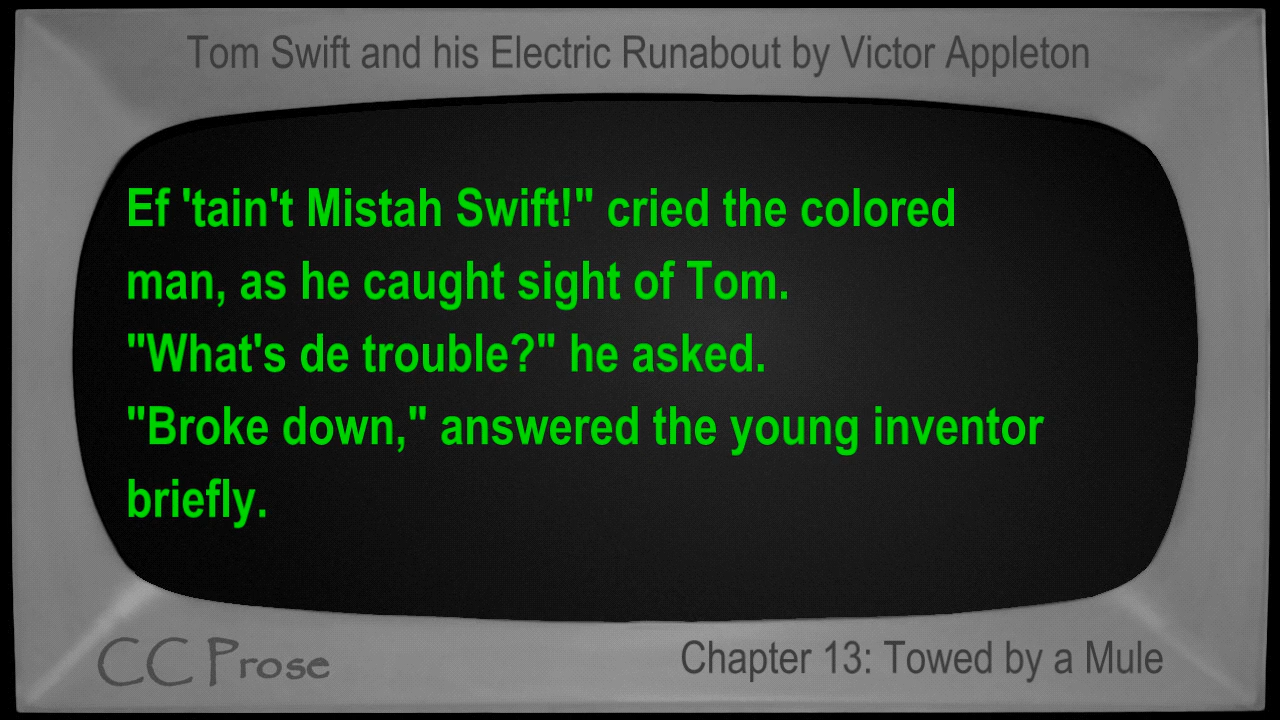 Tom Swift and his Electric Runabout by Victor Appleton
Ef 'tain't Mistah Swift!" cried the colored
man, as he caught sight of Tom.
"What's de trouble?" he asked.
"Broke down," answered the young inventor
briefly.
CC Prose
Chapter 13: Towed by a Mule